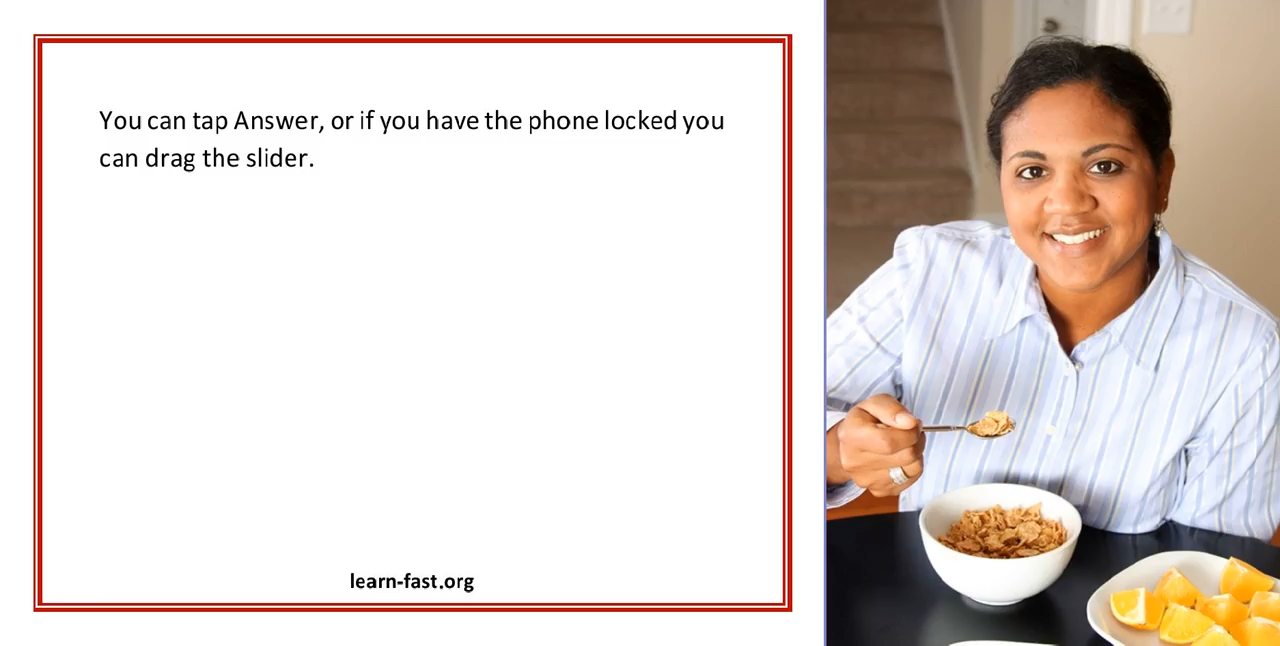 You can tap Answer, or if you have the phone locked you
can drag the slider.
learn-fast.org